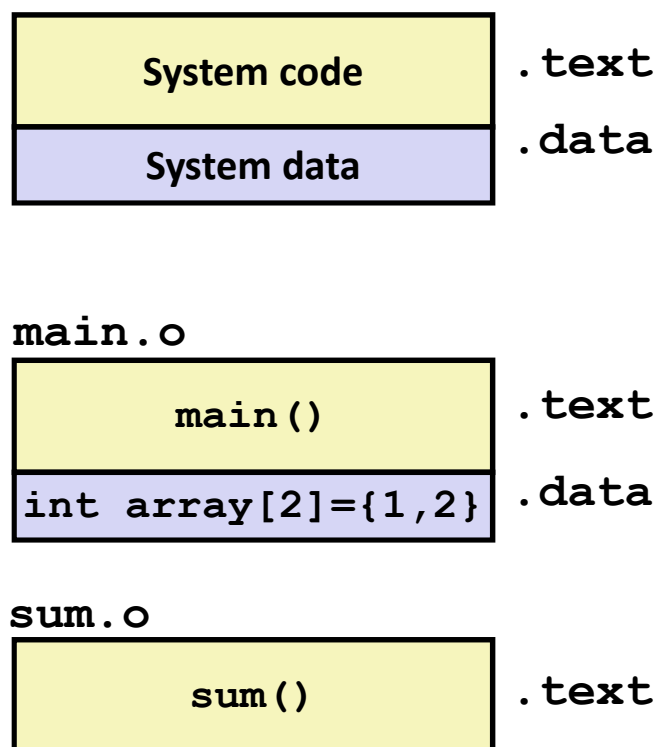 System code .text
System data .data
main.o
main() .text
int array[2]={1,2} .data
sum.o
sum() .text